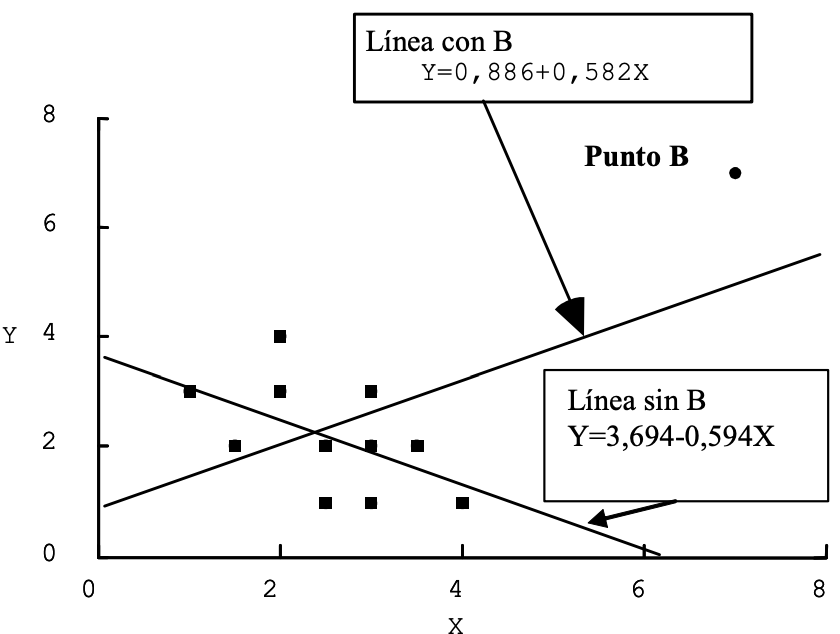 Línea con B
Y=0,886+0,582X
8
Punto B
6
Y
4
Línea sin B
Y=3,694-0,594X
2
0
0 2 4 6 8
X